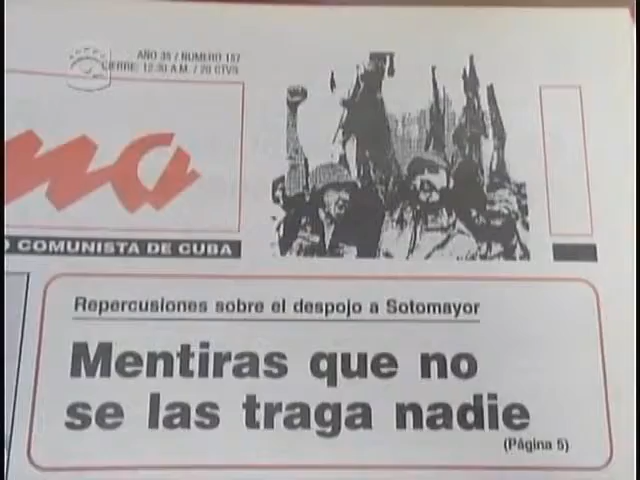 AÑO 35 / NUMERO 157
CIERRE: 12:30 A.M. / 20 CTVS
na
O COMUNISTA DE CUBA
Repercusiones sobre el despojo a Sotomayor
Mentiras que no
se las traga nadie
(Página 5)